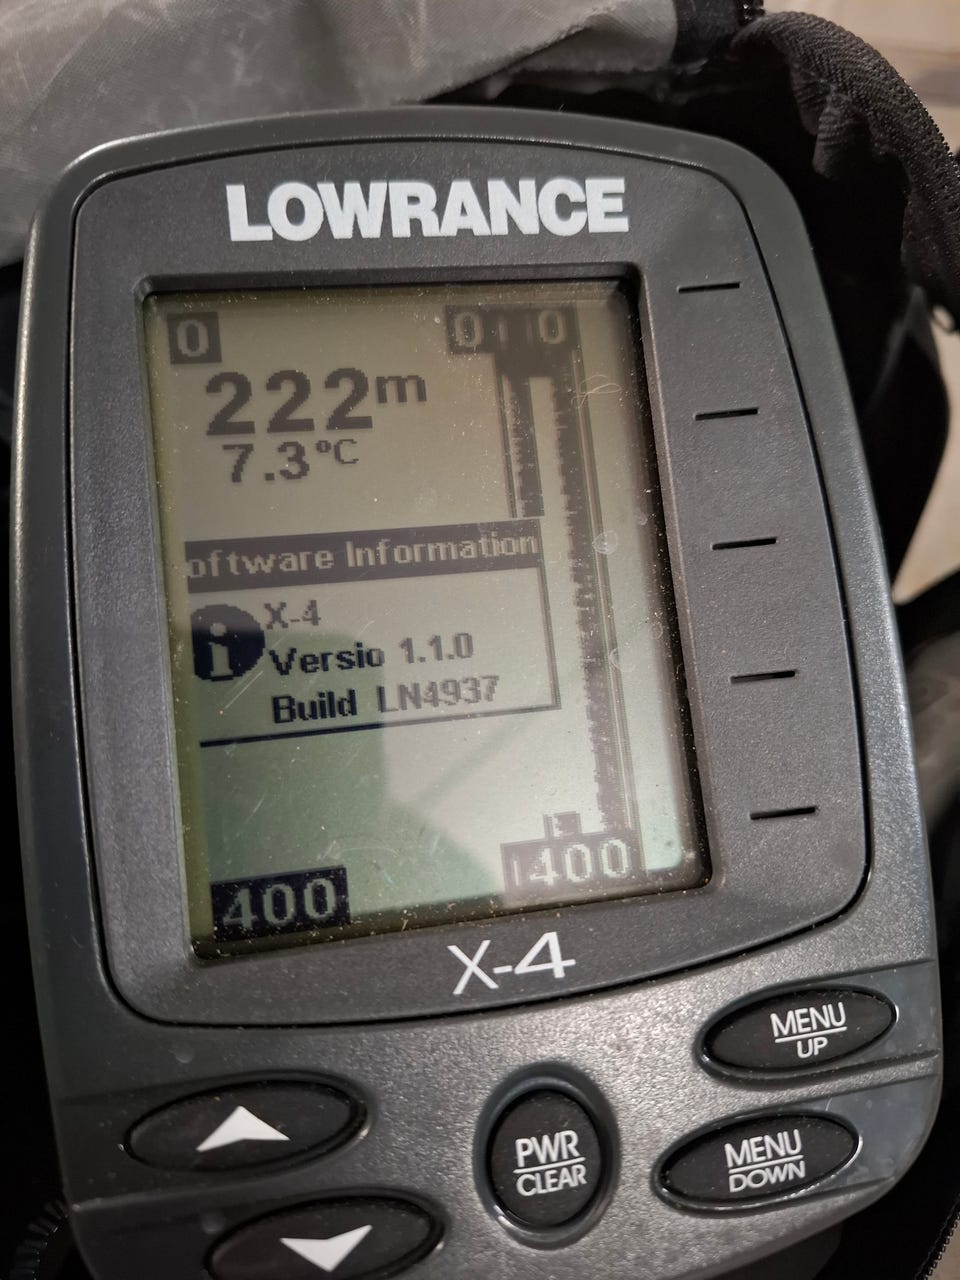 LOWRANCE
0
0 0
222m
7.3°C
oftware Information
X-4
Versio 1.1.0
Build LN4937
400
400
X-4
MENU
UP
PWR
CLEAR
MENU
DOWN